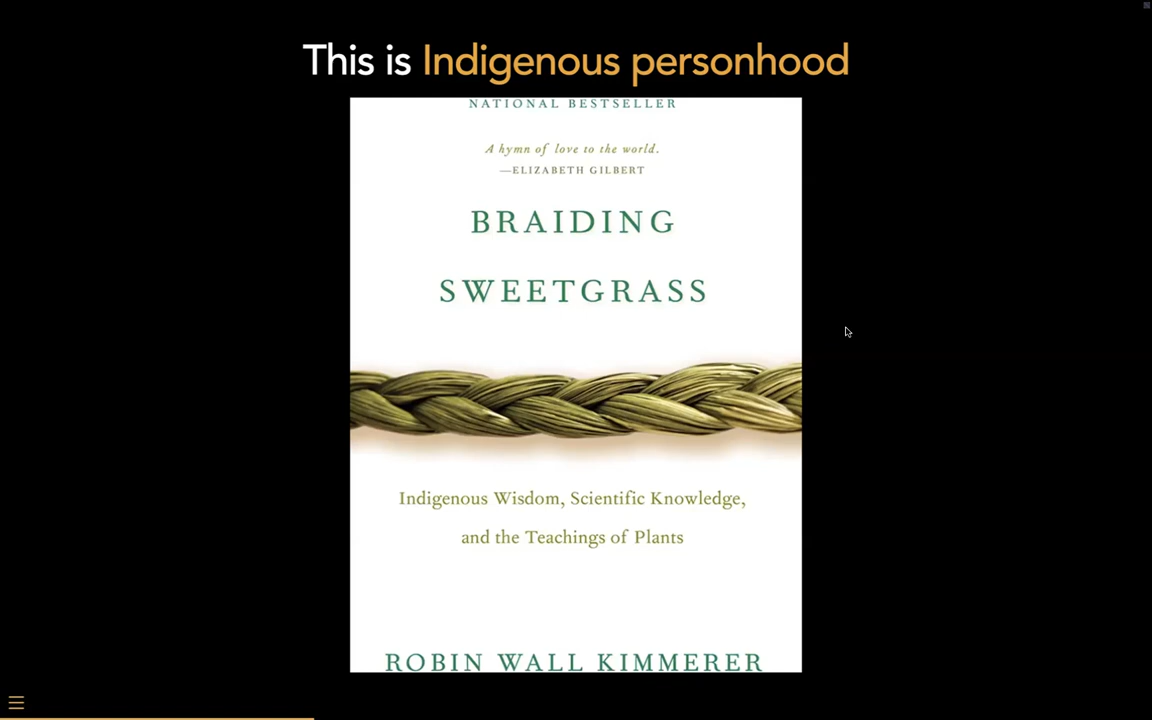 This is Indigenous personhood
NATIONAL BESTSELLER
A hymn of love to the world.
—ELIZABETH GILBERT
BRAIDING
SWEETGRASS
Indigenous Wisdom, Scientific Knowledge,
and the Teachings of Plants
ROBIN WALL KIMMERER